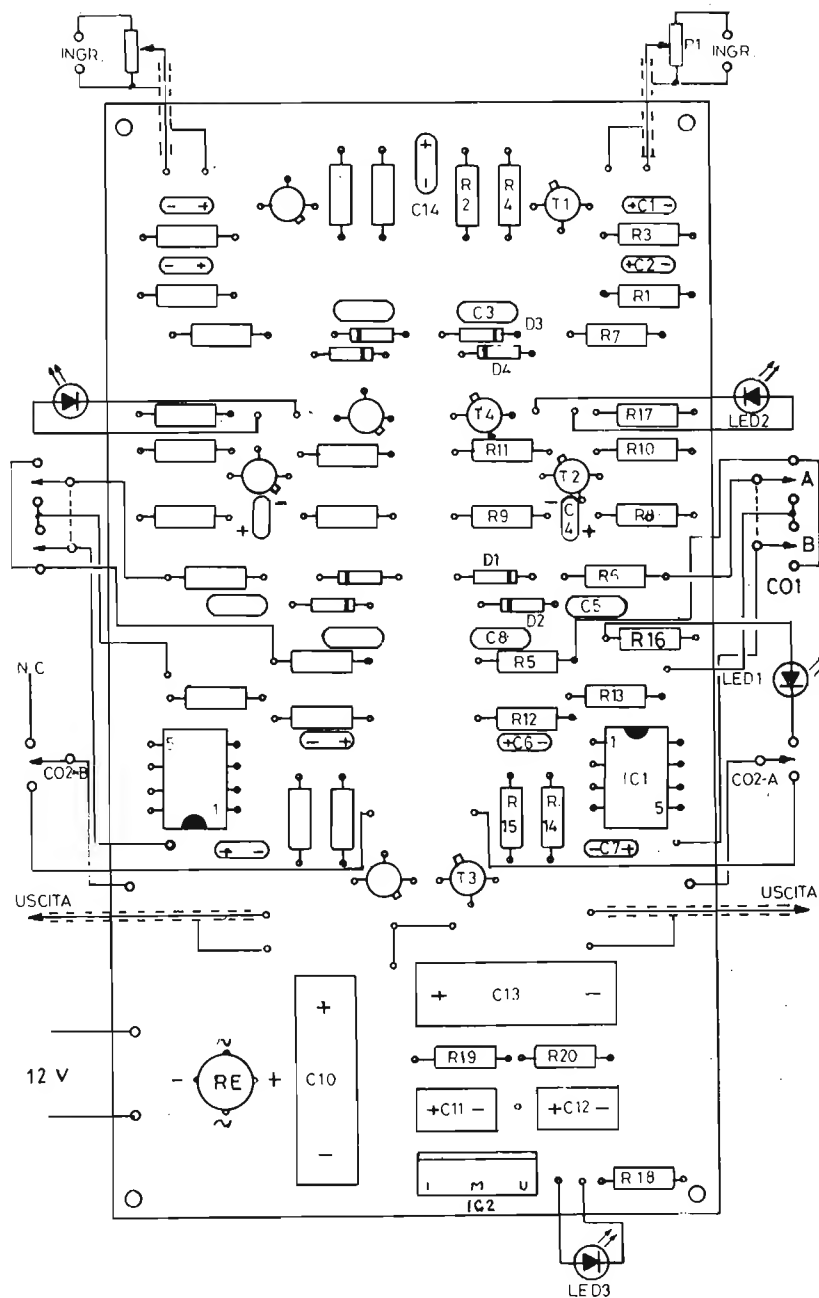 INGR.
P1
INGR.
+
-
C14
R
2
R
4
T1
- +
+C1-
R3
- +
+C2-
R1
C3
D3
R7
D4
T4
R17
LED2
R11
R10
T2
A
+
-
R9
-
C
4
+
R8
B
D1
R6
CO1
D2
C5
C8
R16
N.C
R5
LED1
R13
R12
5
- +
+C6-
1
CO2-B
IC1
CO2-A
1
R
15
R.
14
5
+ -
-C7+
T3
USCITA
USCITA
+
+ C13 -
~
R19
R20
12 V
- RE +
C10
+C11-
+C12-
~
-
I M U
R18
IG2
LED3